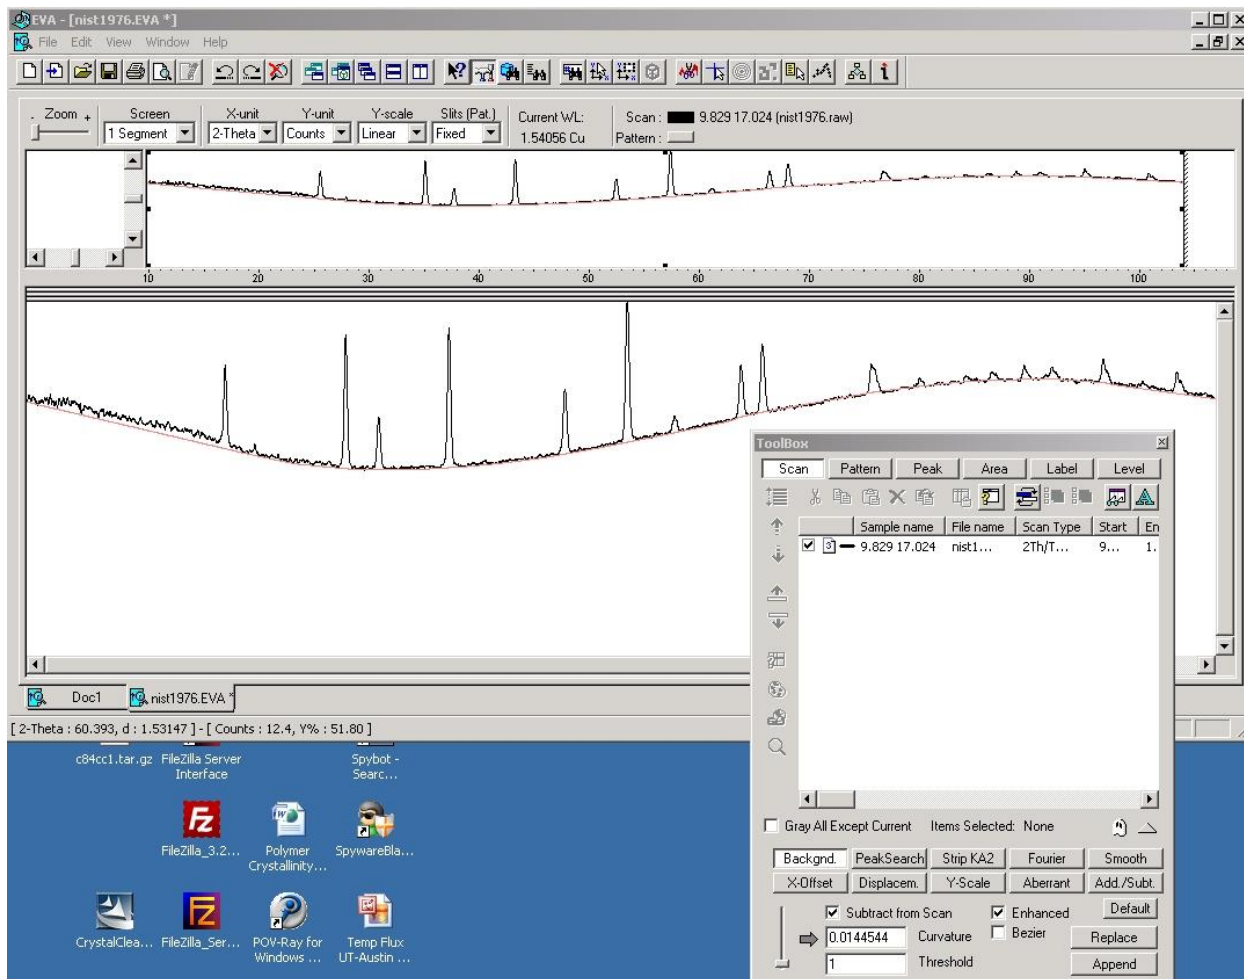 EVA - [nist1976.EVA *]
File Edit View Window Help
- Zoom + Screen X-unit Y-unit Y-scale Slits (Pat.) Current WL: Scan : 9.829 17.024 (nist1976.raw)
1 Segment 2-Theta Counts Linear Fixed 1.54056 Cu Pattern :
10 20 30 40 50 60 70 80 90 100
ToolBox
Scan Pattern Peak Area Label Level
Sample name File name Scan Type Start En
3 9.829 17.024 nist1... 2Th/T... 9... 1.
Gray All Except Current Items Selected: None
Backgnd. PeakSearch Strip KA2 Fourier Smooth
X-Offset Displacem. Y-Scale Aberrant Add./Subt.
Subtract from Scan Enhanced Default
0.0144544 Curvature Bezier Replace
1 Threshold Append
Doc1 nist1976.EVA *
[ 2-Theta : 60.393, d : 1.53147 ] - [ Counts : 12.4, Y% : 51.80 ]
c84cc1.tar.gz FileZilla Server Spybot -
Interface Searc...
FileZilla_3.2... Polymer SpywareBla...
Crystallinity...
CrystalClea... FileZilla_Ser... POV-Ray for Temp Flux
Windows ... UT-Austin ...